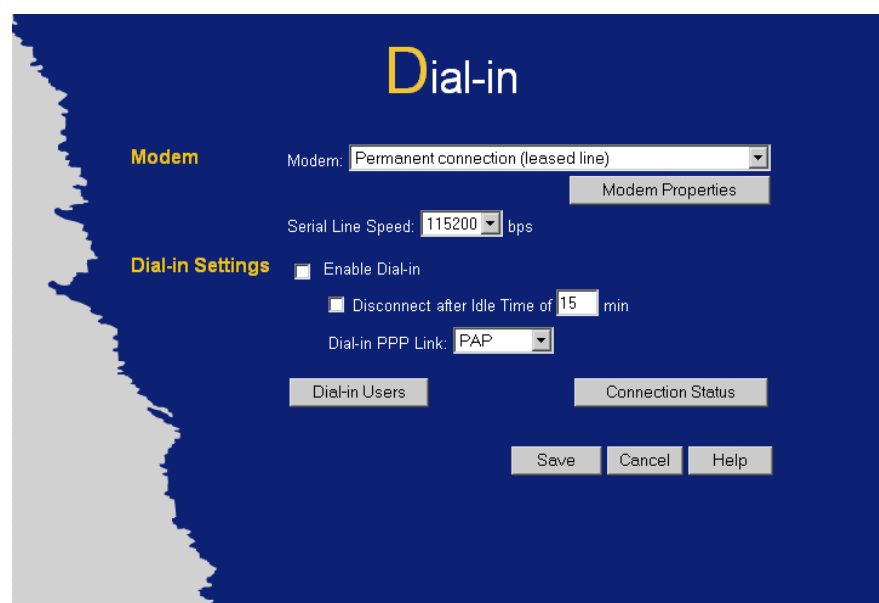 Dial-in
Modem
Modem: Permanent connection (leased line)
Modem Properties
Serial Line Speed: 115200 bps
Dial-in Settings
Enable Dial-in
Disconnect after Idle Time of 15 min
Dial-in PPP Link: PAP
Dial-in Users
Connection Status
Save
Cancel
Help